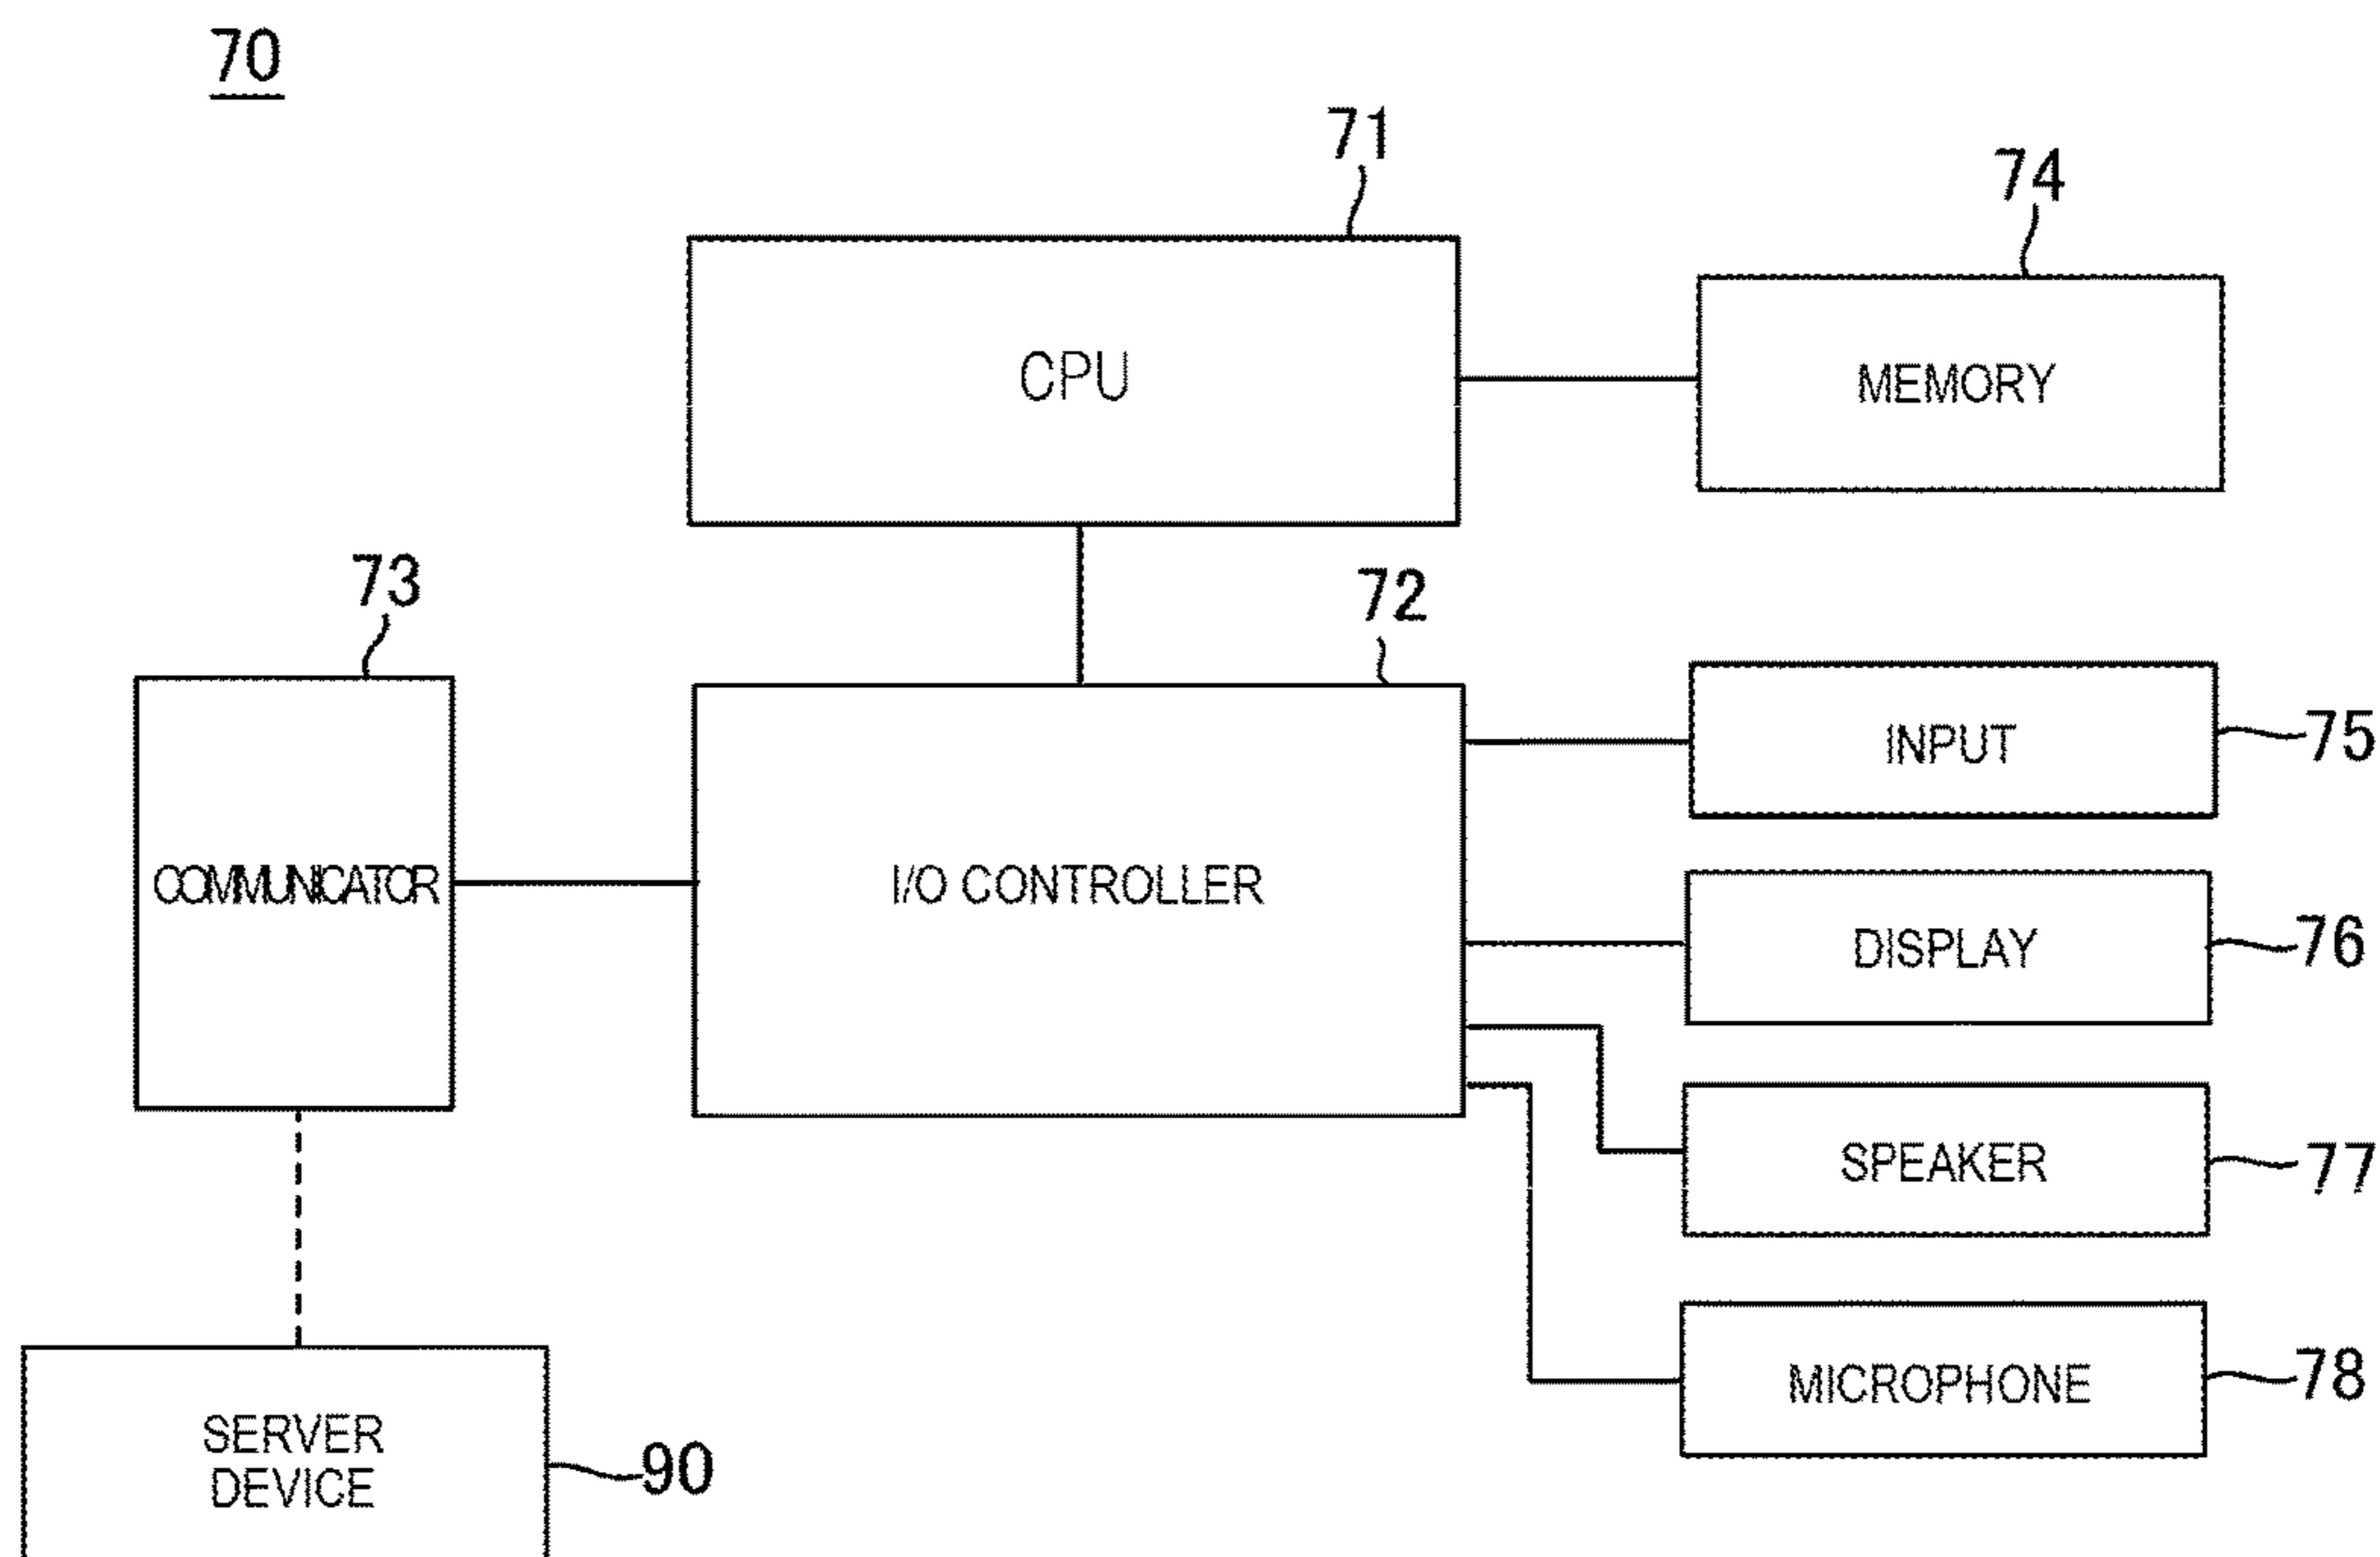 70
71
74
CPU
MEMORY
73
72
INPUT
75
COMMUNICATOR
I/O CONTROLLER
DISPLAY
76
SPEAKER
77
MICROPHONE
78
SERVER
DEVICE
90